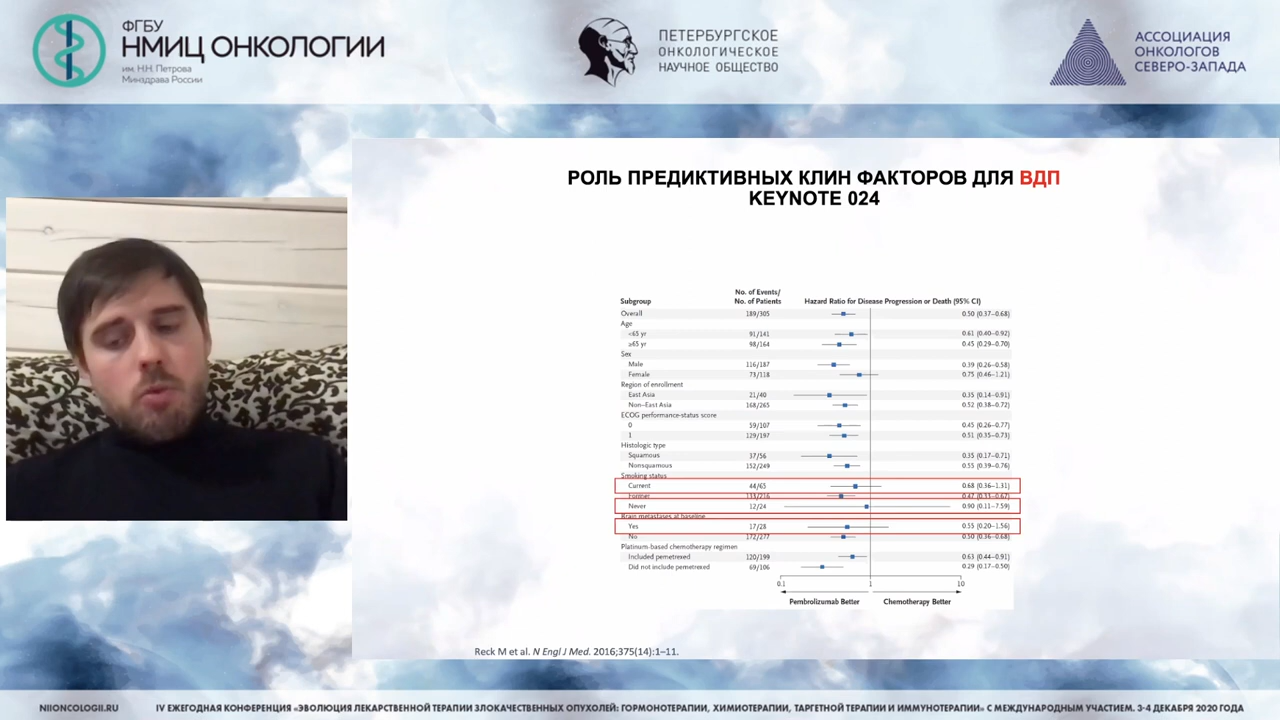 ФГБУ
НМИЦ ОНКОЛОГИИ
им. Н.Н. Петрова
Минздрава России
ПЕТЕРБУРГСКОЕ
ОНКОЛОГИЧЕСКОЕ
НАУЧНОЕ ОБЩЕСТВО
АССОЦИАЦИЯ
ОНКОЛОГОВ
СЕВЕРО-ЗАПАДА
РОЛЬ ПРЕДИКТИВНЫХ КЛИН ФАКТОРОВ ДЛЯ ВДП
KEYNOTE 024
No. of Events/
Subgroup No. of Patients Hazard Ratio for Disease Progression or Death (95% CI)
Overall 189/305 0.50 (0.37–0.68)
Age
<65 yr 91/141 0.61 (0.40–0.92)
≥65 yr 98/164 0.45 (0.29–0.70)
Sex
Male 116/187 0.39 (0.26–0.58)
Female 73/118 0.75 (0.46–1.21)
Region of enrollment
East Asia 21/40 0.35 (0.14–0.91)
Non–East Asia 168/265 0.52 (0.38–0.72)
ECOG performance-status score
0 59/107 0.45 (0.26–0.77)
1 129/197 0.51 (0.35–0.73)
Histologic type
Squamous 37/56 0.35 (0.17–0.71)
Nonsquamous 152/249 0.55 (0.39–0.76)
Smoking status
Current 44/65 0.68 (0.36–1.31)
Former 133/216 0.47 (0.33–0.67)
Never 12/24 0.90 (0.11–7.59)
Brain metastases at baseline
Yes 17/28 0.55 (0.20–1.56)
No 172/277 0.50 (0.36–0.68)
Platinum-based chemotherapy regimen
Included pemetrexed 120/199 0.63 (0.44–0.91)
Did not include pemetrexed 69/106 0.29 (0.17–0.50)
0.1 1 10
Pembrolizumab Better Chemotherapy Better
Reck M et al. N Engl J Med. 2016;375(14):1–11.
NIIONCOLOGII.RU IV ЕЖЕГОДНАЯ КОНФЕРЕНЦИЯ «ЭВОЛЮЦИЯ ЛЕКАРСТВЕННОЙ ТЕРАПИИ ЗЛОКАЧЕСТВЕННЫХ ОПУХОЛЕЙ: ГОРМОНОТЕРАПИИ, ХИМИОТЕРАПИИ, ТАРГЕТНОЙ ТЕРАПИИ И ИММУНОТЕРАПИИ» С МЕЖДУНАРОДНЫМ УЧАСТИЕМ. 3-4 ДЕКАБРЯ 2020 ГОДА